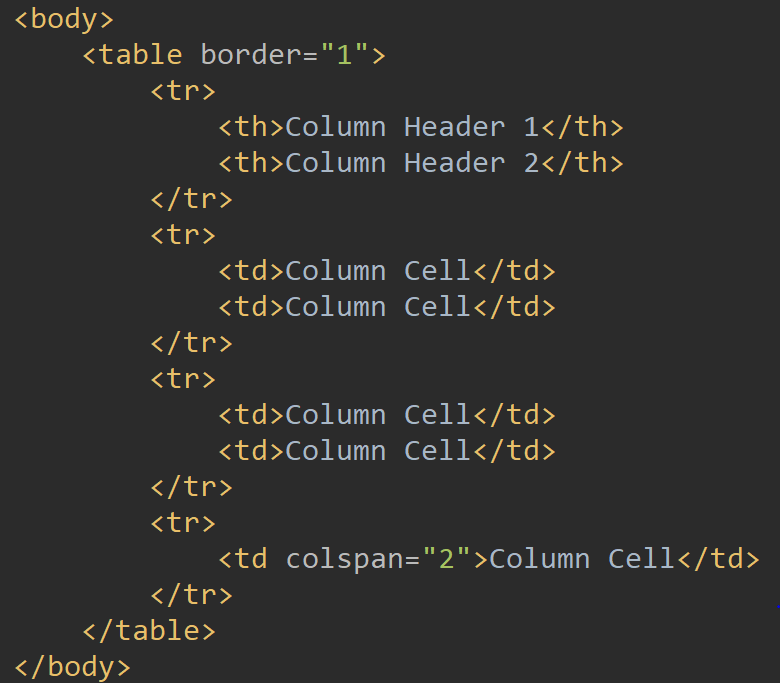 <body>
<table border="1">
<tr>
<th>Column Header 1</th>
<th>Column Header 2</th>
</tr>
<tr>
<td>Column Cell</td>
<td>Column Cell</td>
</tr>
<tr>
<td>Column Cell</td>
<td>Column Cell</td>
</tr>
<tr>
<td colspan="2">Column Cell</td>
</tr>
</table>
</body>